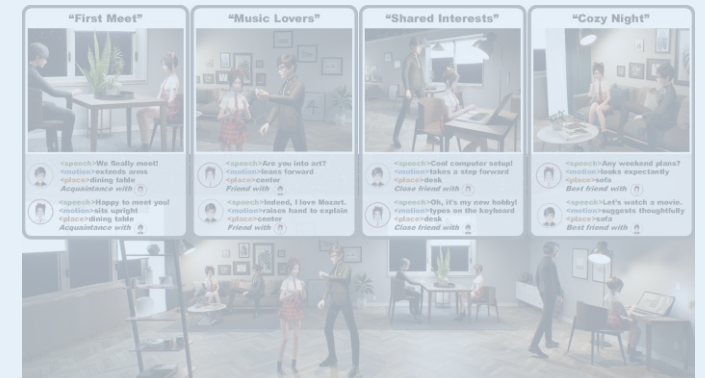 "First Meet"
<speech>We finally meet!
<motion>extends arms
<place>dining table
Acquaintance with
<speech>Happy to meet you!
<motion>sits upright
<place>dining table
Acquaintance with
"Music Lovers"
<speech>Are you into art?
<motion>leans forward
<place>center
Friend with
<speech>Indeed, I love Mozart.
<motion>raises hand to explain
<place>center
Friend with
"Shared Interests"
<speech>Cool computer setup!
<motion>takes a step forward
<place>desk
Close friend with
<speech>Oh, it's my new hobby!
<motion>types on the keyboard
<place>desk
Close friend with
"Cozy Night"
<speech>Any weekend plans?
<motion>looks expectantly
<place>sofa
Best friend with
<speech>Let's watch a movie.
<motion>suggests thoughtfully
<place>sofa
Best friend with